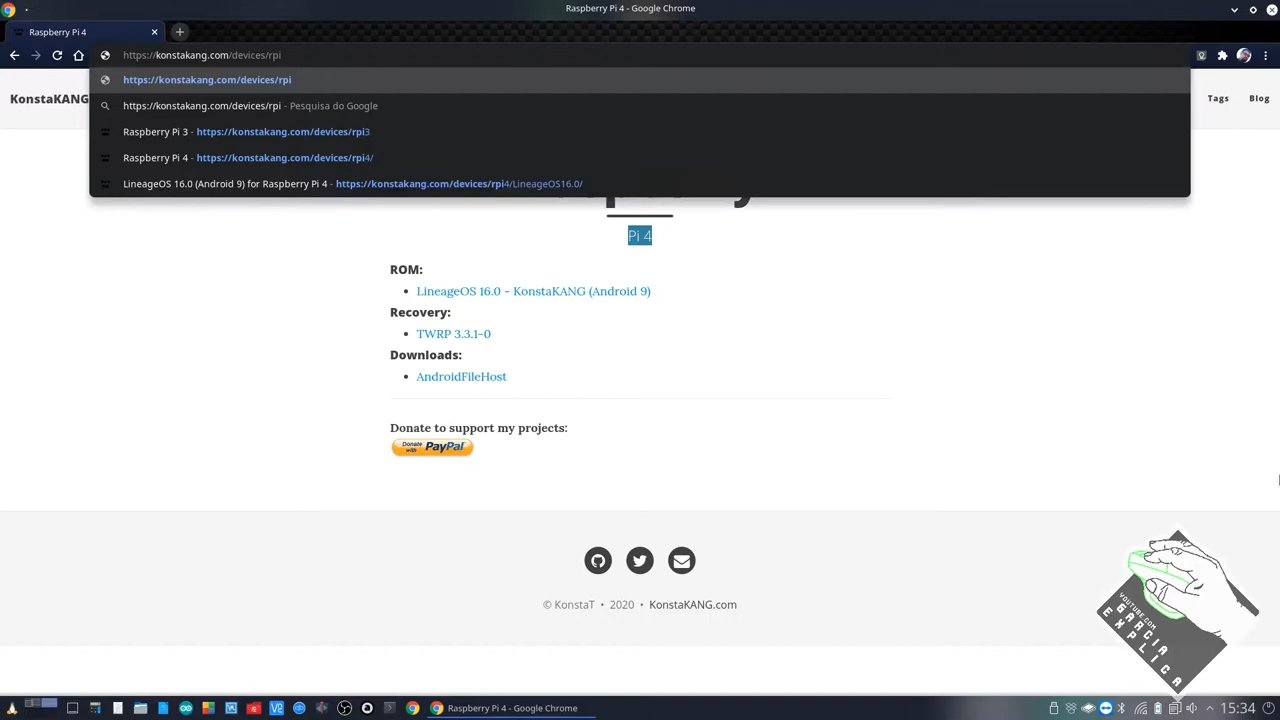 Raspberry Pi 4 - Google Chrome
Raspberry Pi 4
https://konstakang.com/devices/rpi
https://konstakang.com/devices/rpi
https://konstakang.com/devices/rpi - Pesquisa do Google
KonstaKANG
Tags
Blog
Raspberry Pi 3 - https://konstakang.com/devices/rpi3
Raspberry Pi 4 - https://konstakang.com/devices/rpi4/
LineageOS 16.0 (Android 9) for Raspberry Pi 4 - https://konstakang.com/devices/rpi4/LineageOS16.0/
Pi 4
ROM:
LineageOS 16.0 - KonstaKANG (Android 9)
Recovery:
TWRP 3.3.1-0
Downloads:
AndroidFileHost
Donate to support my projects:
Donate with PayPal
© KonstaT • 2020 • KonstaKANG.com
YOUTUBE.COM
GARCIA
EXPLICA
Raspberry Pi 4 - Google Chrome
15:34